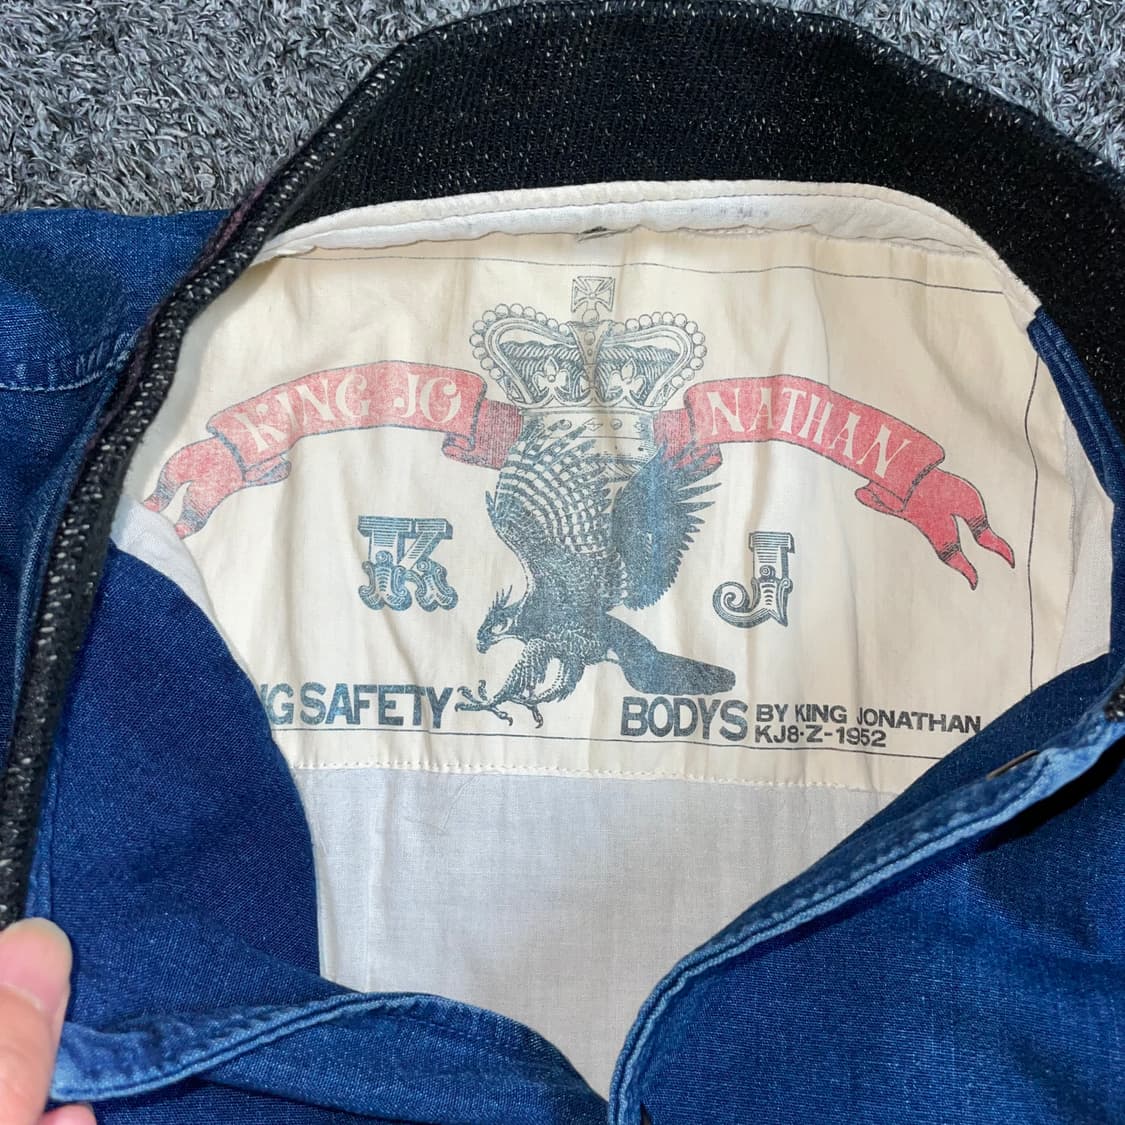 KING JO NATHAN
K J
SAFETY BODYS BY KING JONATHAN
KJ8·Z-1952